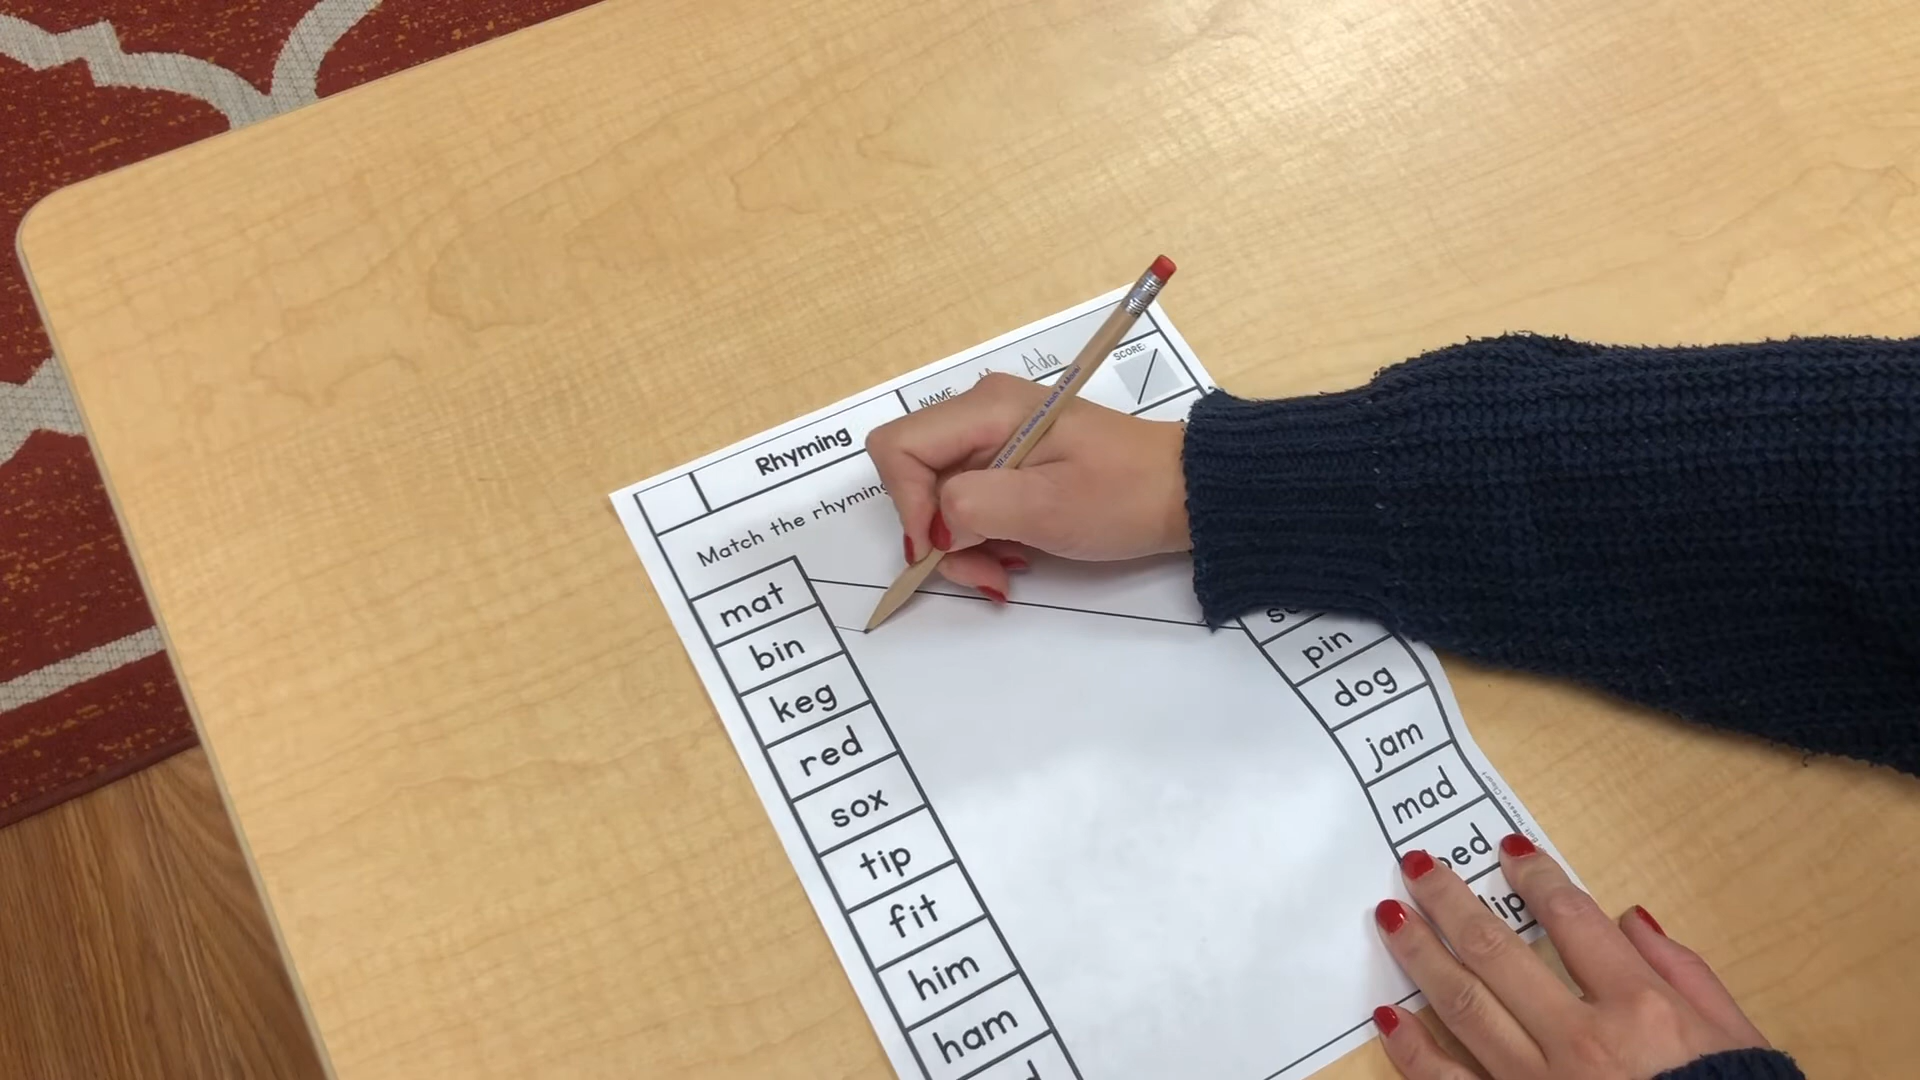 NAME: Ada
SCORE:
Rhyming
Match the rhyming
mat
bin
keg
red
sox
tip
fit
him
ham
pin
dog
jam
mad